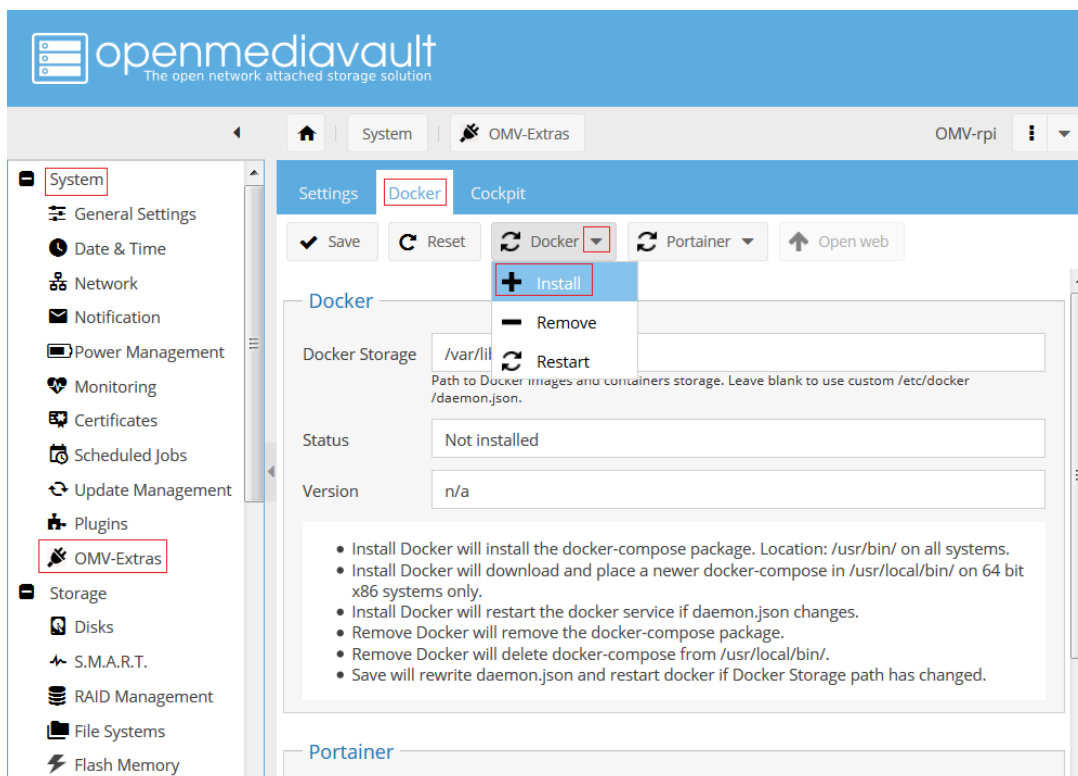 openmediavault
The open network attached storage solution
System
OMV-Extras
OMV-rpi
System
General Settings
Date & Time
Network
Notification
Power Management
Monitoring
Certificates
Scheduled Jobs
Update Management
Plugins
OMV-Extras
Storage
Disks
S.M.A.R.T.
RAID Management
File Systems
Flash Memory
Settings
Docker
Cockpit
Save
Reset
Docker
Portainer
Open web
Install
Remove
Restart
Docker
Docker Storage
/var/lib
Path to Docker images and containers storage. Leave blank to use custom /etc/docker
/daemon.json.
Status
Not installed
Version
n/a
• Install Docker will install the docker-compose package. Location: /usr/bin/ on all systems.
• Install Docker will download and place a newer docker-compose in /usr/local/bin/ on 64 bit
x86 systems only.
• Install Docker will restart the docker service if daemon.json changes.
• Remove Docker will remove the docker-compose package.
• Remove Docker will delete docker-compose from /usr/local/bin/.
• Save will rewrite daemon.json and restart docker if Docker Storage path has changed.
Portainer